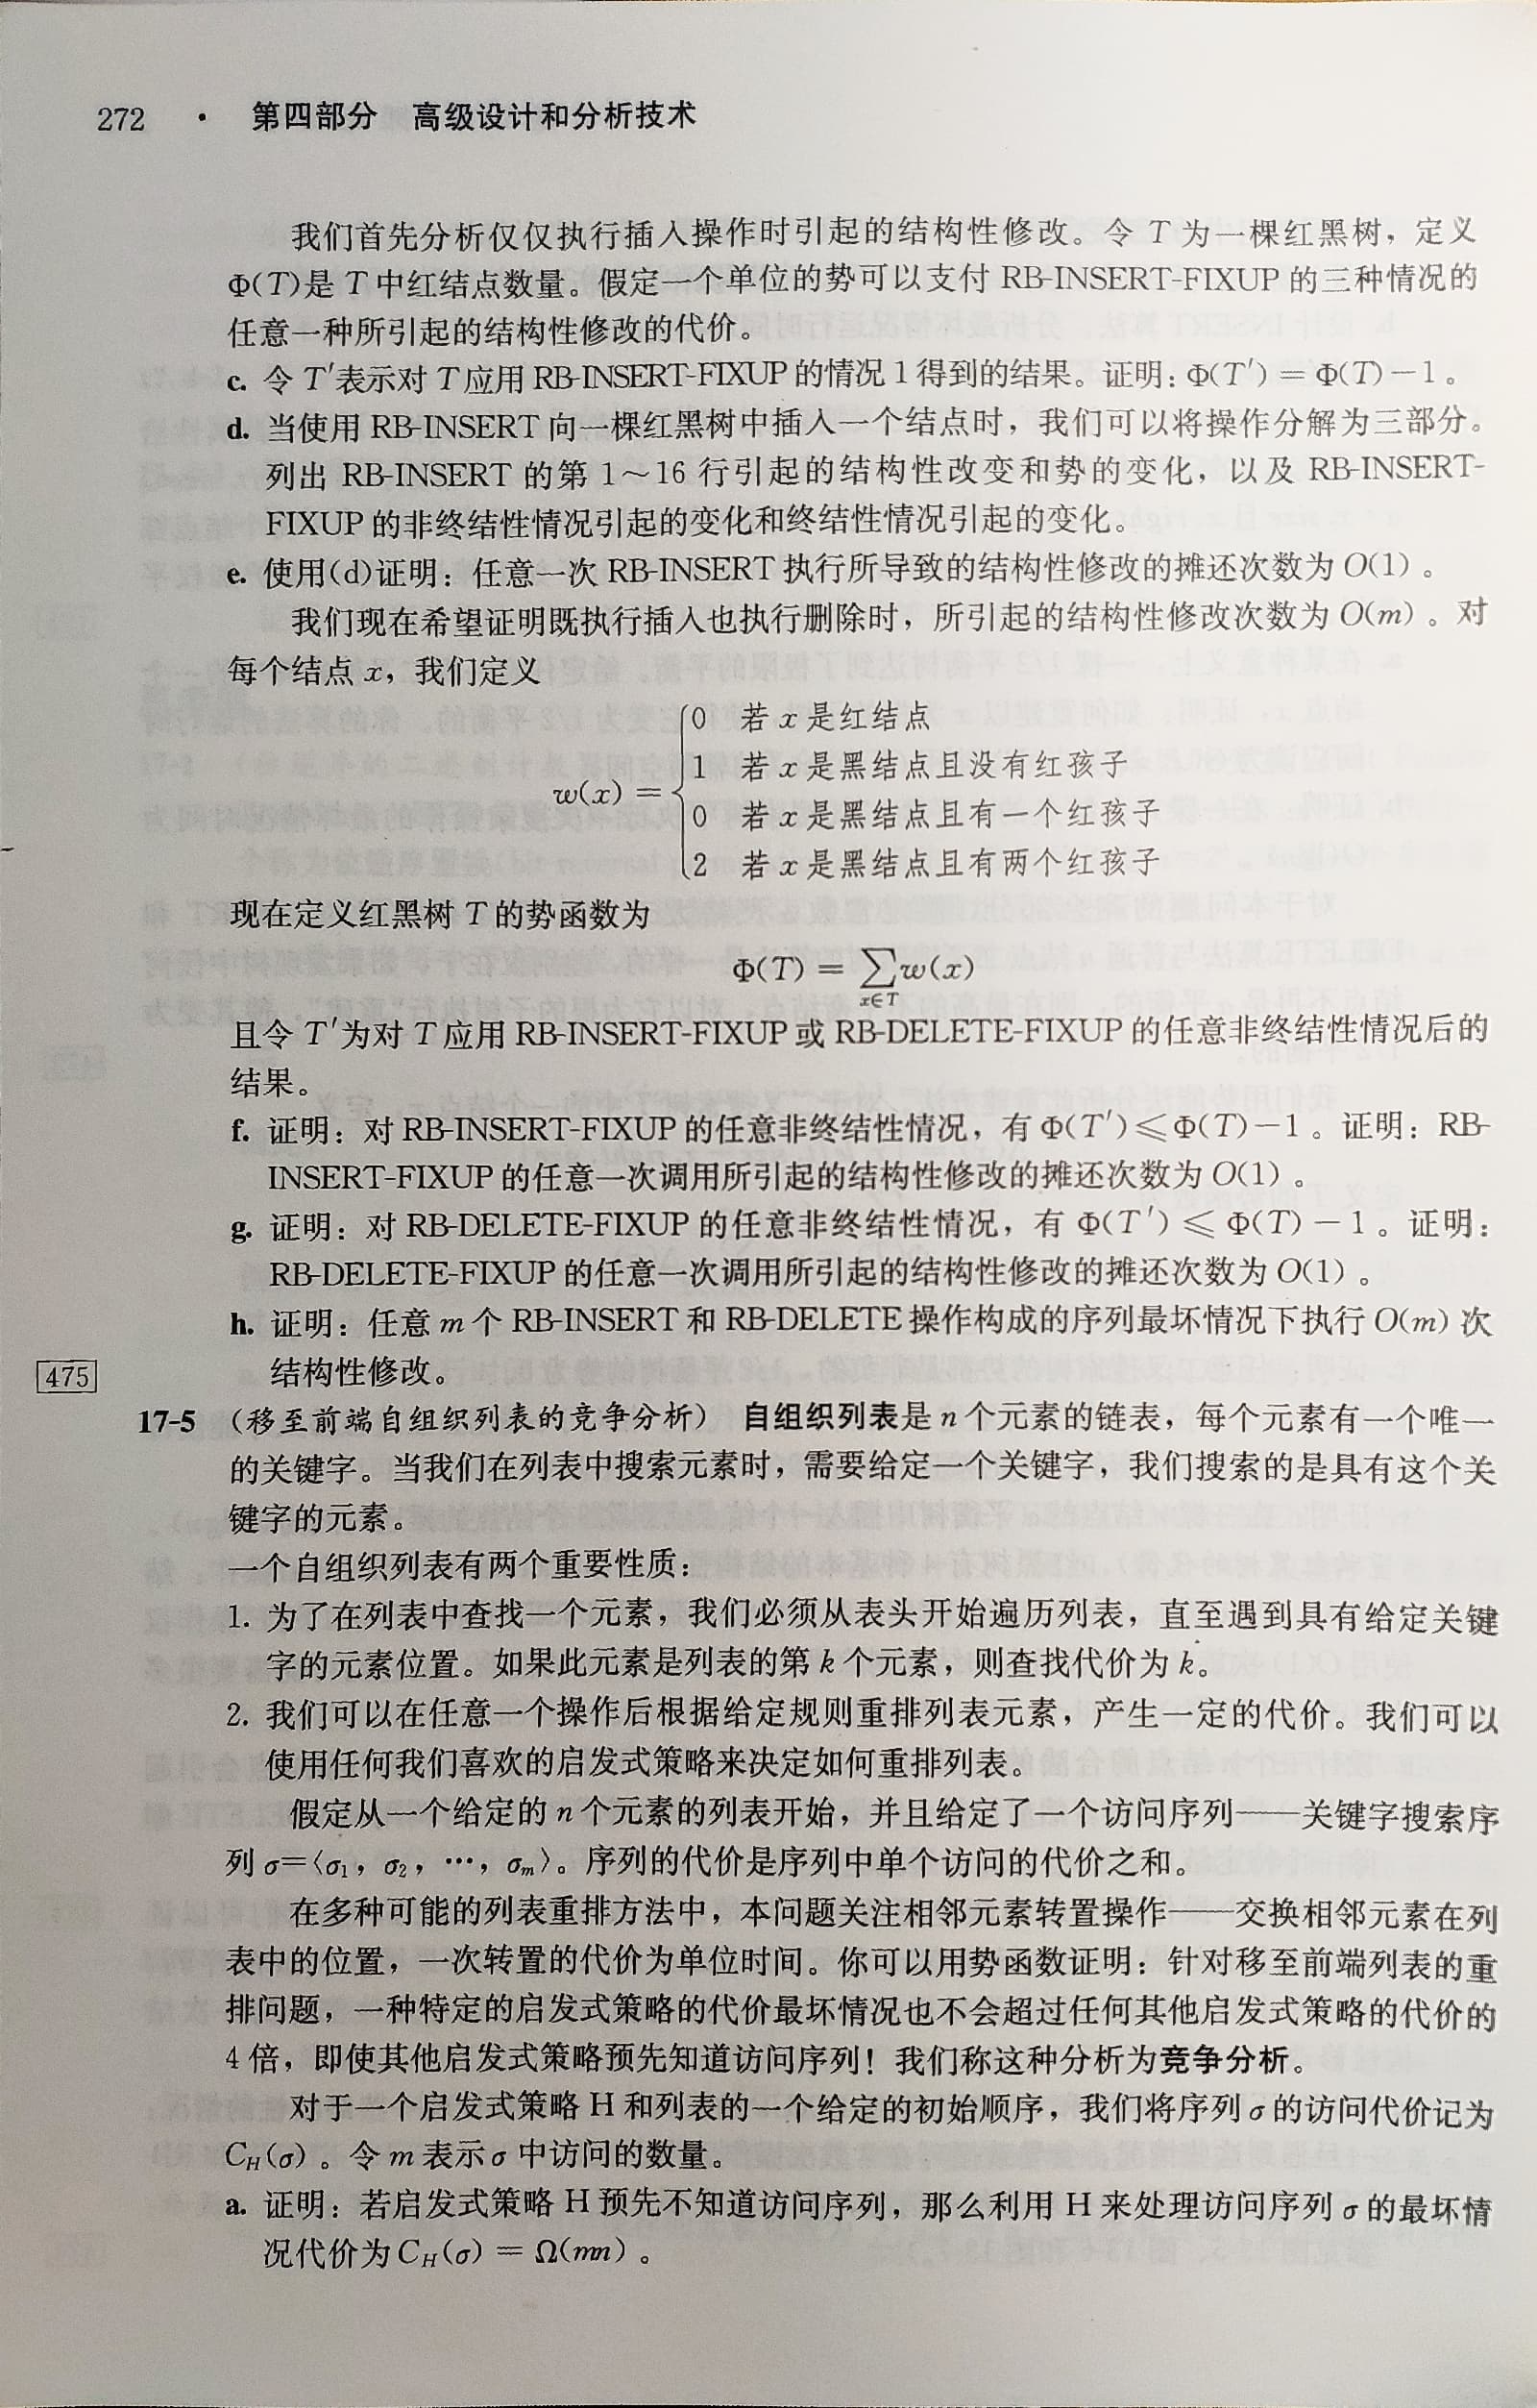 272 · 第四部分 高级设计和分析技术
我们首先分析仅仅执行插入操作时引起的结构性修改。令 T 为一棵红黑树，定义
Φ(T)是 T 中红结点数量。假定一个单位的势可以支付 RB-INSERT-FIXUP 的三种情况的
任意一种所引起的结构性修改的代价。
c. 令 T′表示对 T 应用 RB-INSERT-FIXUP 的情况 1 得到的结果。证明：Φ(T′) = Φ(T)−1。
d. 当使用 RB-INSERT 向一棵红黑树中插入一个结点时，我们可以将操作分解为三部分。
列出 RB-INSERT 的第 1～16 行引起的结构性改变和势的变化，以及 RB-INSERT-
FIXUP 的非终结性情况引起的变化和终结性情况引起的变化。
e. 使用(d)证明：任意一次 RB-INSERT 执行所导致的结构性修改的摊还次数为 O(1)。
我们现在希望证明既执行插入也执行删除时，所引起的结构性修改次数为 O(m)。对
每个结点 x，我们定义
w(x) = { 0 若 x 是红结点
1 若 x 是黑结点且没有红孩子
0 若 x 是黑结点且有一个红孩子
2 若 x 是黑结点且有两个红孩子
现在定义红黑树 T 的势函数为
Φ(T) = ∑w(x)
x∈T
且令 T′为对 T 应用 RB-INSERT-FIXUP 或 RB-DELETE-FIXUP 的任意非终结性情况后的
结果。
f. 证明：对 RB-INSERT-FIXUP 的任意非终结性情况，有 Φ(T′)≤Φ(T)−1。证明：RB-
INSERT-FIXUP 的任意一次调用所引起的结构性修改的摊还次数为 O(1)。
g. 证明：对 RB-DELETE-FIXUP 的任意非终结性情况，有 Φ(T′) ≤ Φ(T) − 1。证明：
RB-DELETE-FIXUP 的任意一次调用所引起的结构性修改的摊还次数为 O(1)。
h. 证明：任意 m 个 RB-INSERT 和 RB-DELETE 操作构成的序列最坏情况下执行 O(m) 次
结构性修改。
475
17-5 （移至前端自组织列表的竞争分析） 自组织列表是 n 个元素的链表，每个元素有一个唯一
的关键字。当我们在列表中搜索元素时，需要给定一个关键字，我们搜索的是具有这个关
键字的元素。
一个自组织列表有两个重要性质：
1. 为了在列表中查找一个元素，我们必须从表头开始遍历列表，直至遇到具有给定关键
字的元素位置。如果此元素是列表的第 k 个元素，则查找代价为 k。
2. 我们可以在任意一个操作后根据给定规则重排列表元素，产生一定的代价。我们可以
使用任何我们喜欢的启发式策略来决定如何重排列表。
假定从一个给定的 n 个元素的列表开始，并且给定了一个访问序列——关键字搜索序
列 σ=⟨σ₁，σ₂，…，σₘ⟩。序列的代价是序列中单个访问的代价之和。
在多种可能的列表重排方法中，本问题关注相邻元素转置操作——交换相邻元素在列
表中的位置，一次转置的代价为单位时间。你可以用势函数证明：针对移至前端列表的重
排问题，一种特定的启发式策略的代价最坏情况也不会超过任何其他启发式策略的代价的
4 倍，即使其他启发式策略预先知道访问序列！我们称这种分析为竞争分析。
对于一个启发式策略 H 和列表的一个给定的初始顺序，我们将序列 σ 的访问代价记为
C_H(σ)。令 m 表示 σ 中访问的数量。
a. 证明：若启发式策略 H 预先不知道访问序列，那么利用 H 来处理访问序列 σ 的最坏情
况代价为 C_H(σ) = Ω(mn)。